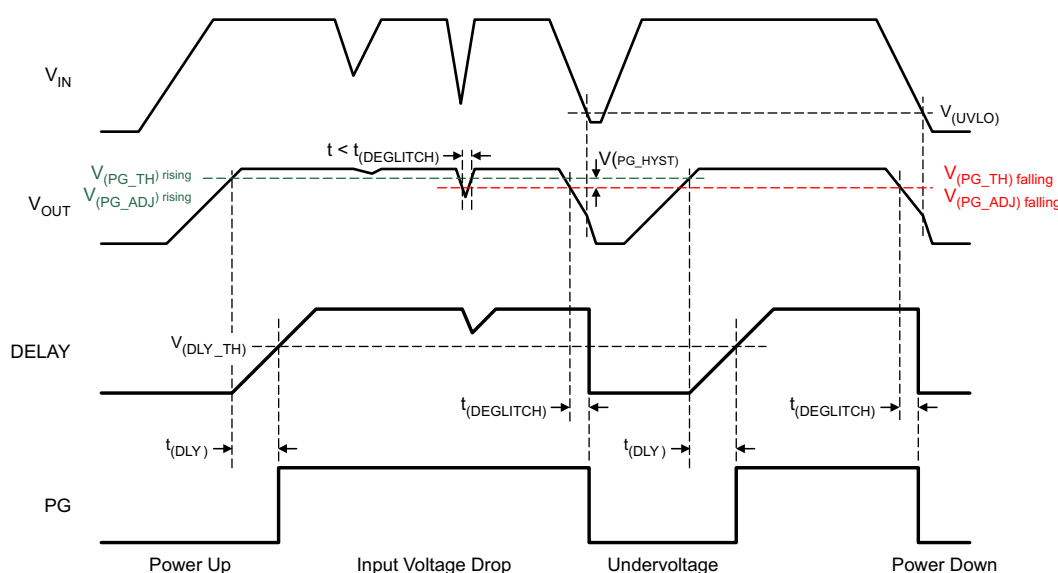 V_IN
V_(UVLO)
t < t_(DEGLITCH)
V_(PG_HYST)
V_(PG_TH) rising
V_(PG_ADJ) rising
V_(PG_TH) falling
V_(PG_ADJ) falling
V_OUT
DELAY
V_(DLY_TH)
t_(DEGLITCH)
t_(DEGLITCH)
t_(DLY)
t_(DLY)
PG
Power Up
Input Voltage Drop
Undervoltage
Power Down